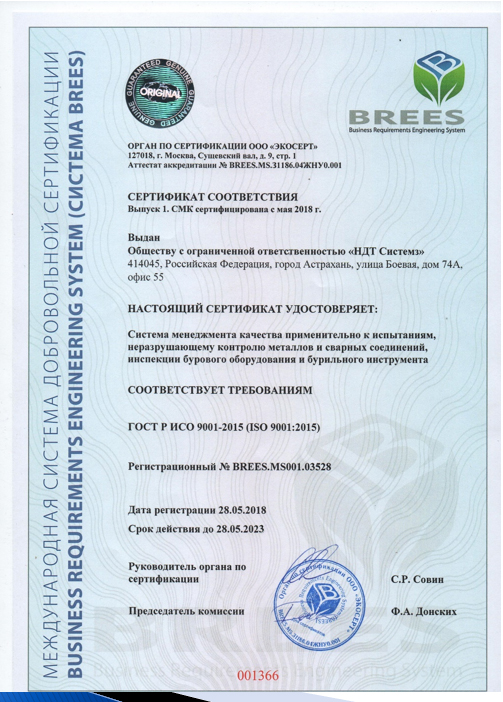 МЕЖДУНАРОДНАЯ СИСТЕМА ДОБРОВОЛЬНОЙ СЕРТИФИКАЦИИ
BUSINESS REQUIREMENTS ENGINEERING SYSTEM (СИСТЕМА BREES)
GUARANTEED GENUINE
ORIGINAL
GUARANTEED GENUINE
BREES
Business Requirements Engineering System
ОРГАН ПО СЕРТИФИКАЦИИ ООО «ЭКОСЕРТ»
127018, г. Москва, Сущевский вал, д. 9, стр. 1
Аттестат аккредитации № BREES.MS.31186.04ЖНУ0.001
СЕРТИФИКАТ СООТВЕТСТВИЯ
Выпуск 1. СМК сертифицирована с мая 2018 г.
Выдан
Обществу с ограниченной ответственностью «НДТ Системз»
414045, Российская Федерация, город Астрахань, улица Боевая, дом 74А,
офис 55
НАСТОЯЩИЙ СЕРТИФИКАТ УДОСТОВЕРЯЕТ:
Система менеджмента качества применительно к испытаниям,
неразрушающему контролю металлов и сварных соединений,
инспекции бурового оборудования и бурильного инструмента
СООТВЕТСТВУЕТ ТРЕБОВАНИЯМ
ГОСТ Р ИСО 9001-2015 (ISO 9001:2015)
Регистрационный № BREES.MS001.03528
Дата регистрации 28.05.2018
Срок действия до 28.05.2023
Руководитель органа по
сертификации
С.Р. Совин
Председатель комиссии
Ф.А. Донских
Орган по сертификации ООО «ЭКОСЕРТ»
BREES
Business Requirements Engineering System
001366